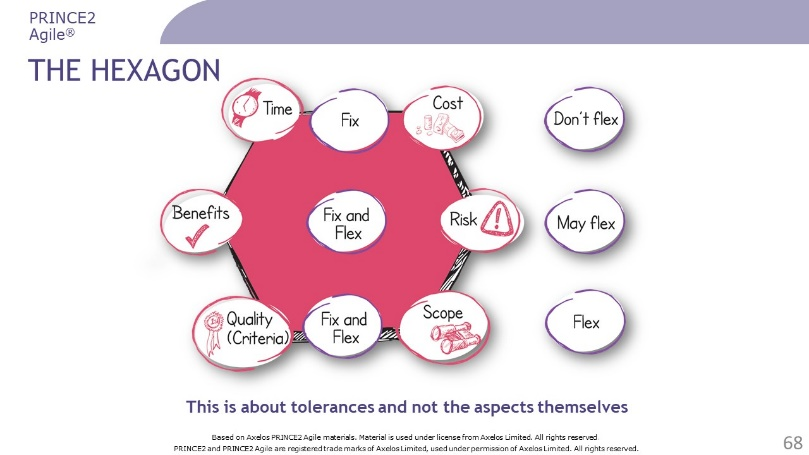 PRINCE2
Agile®
THE HEXAGON
Time
Fix
Cost
Don't flex
Benefits
Fix and
Flex
Risk
May flex
Quality
(Criteria)
Fix and
Flex
Scope
Flex
This is about tolerances and not the aspects themselves
Based on Axelos PRINCE2 Agile materials. Material is used under license from Axelos Limited. All rights reserved
PRINCE2 and PRINCE2 Agile are registered trade marks of Axelos Limited, used under permission of Axelos Limited. All rights reserved.
68